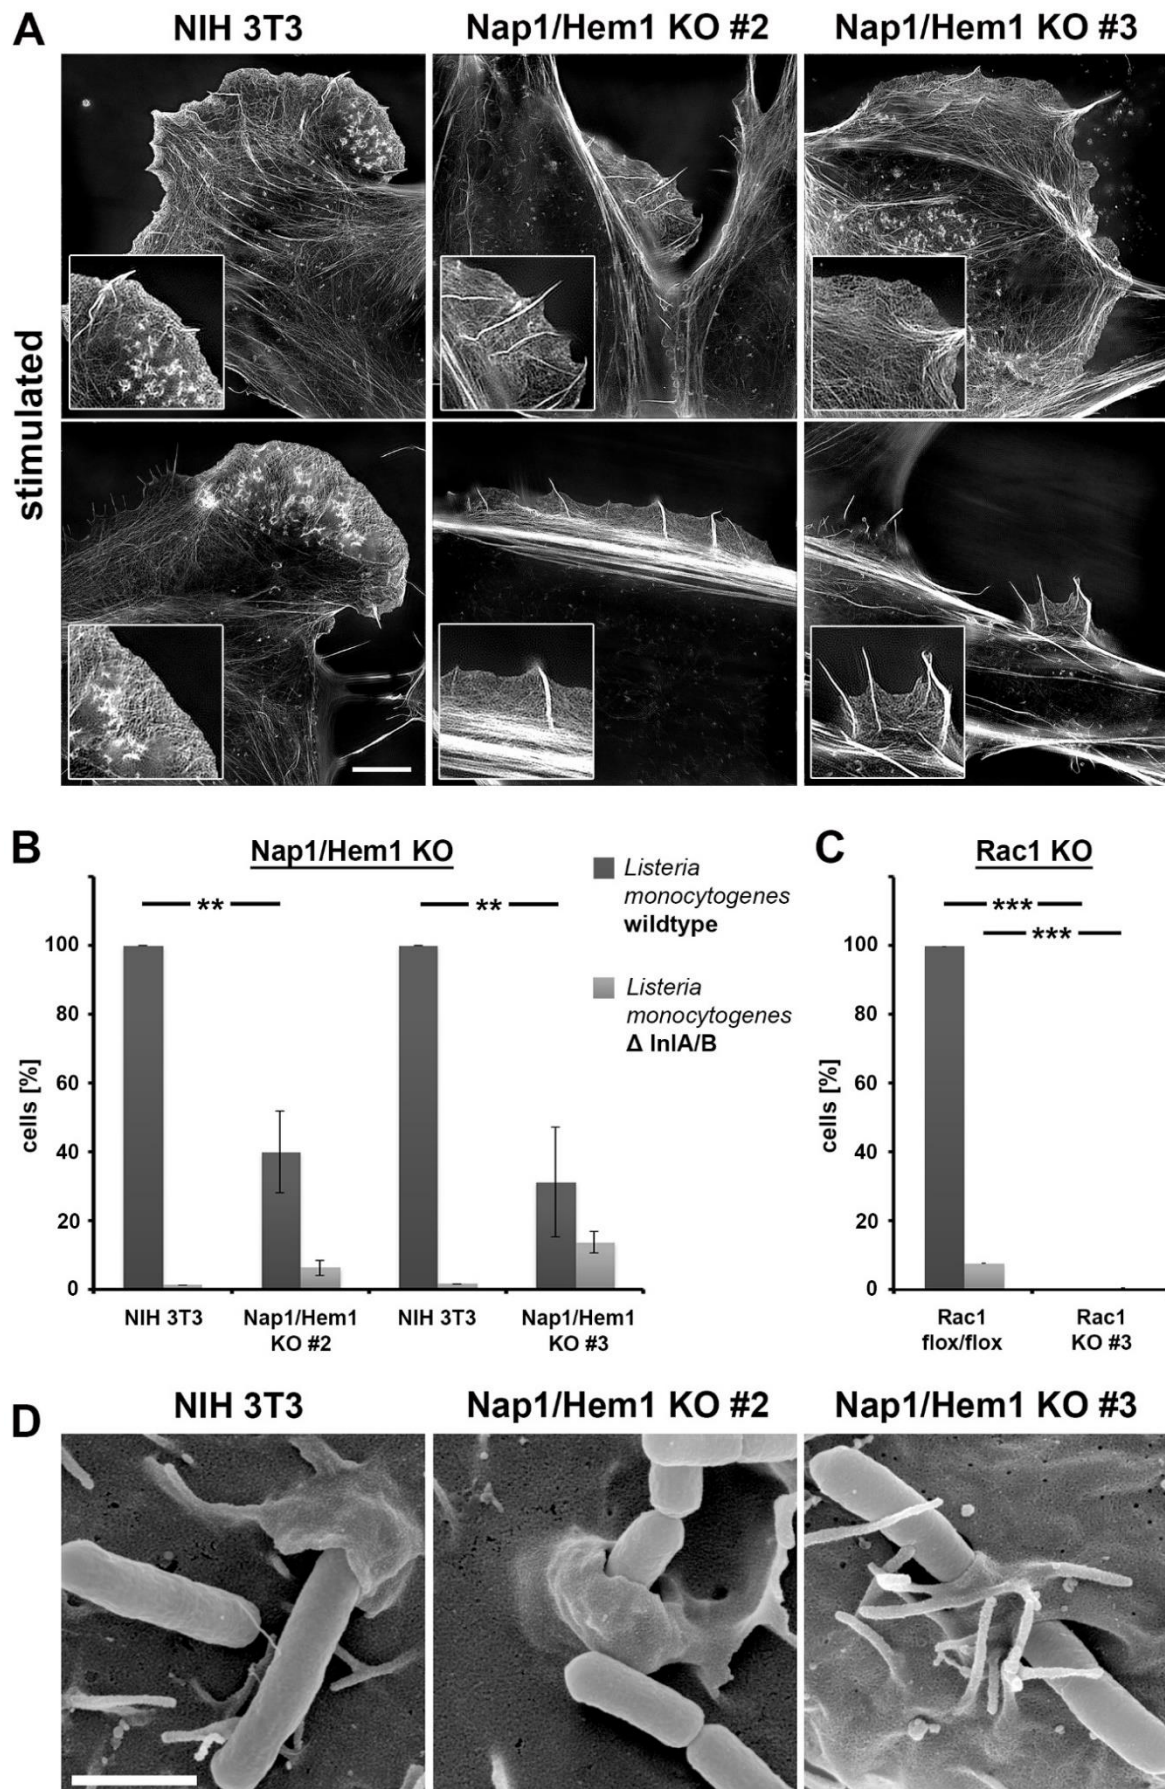 A
NIH 3T3
Nap1/Hem1 KO #2
Nap1/Hem1 KO #3
stimulated
B
Nap1/Hem1 KO
**
**
100
80
60
40
20
0
cells [%]
NIH 3T3
Nap1/Hem1
KO #2
NIH 3T3
Nap1/Hem1
KO #3
Listeria
monocytogenes
wildtype
Listeria
monocytogenes
Δ InlA/B
C
Rac1 KO
***
***
100
80
60
40
20
0
cells [%]
Rac1
flox/flox
Rac1
KO #3
D
NIH 3T3
Nap1/Hem1 KO #2
Nap1/Hem1 KO #3